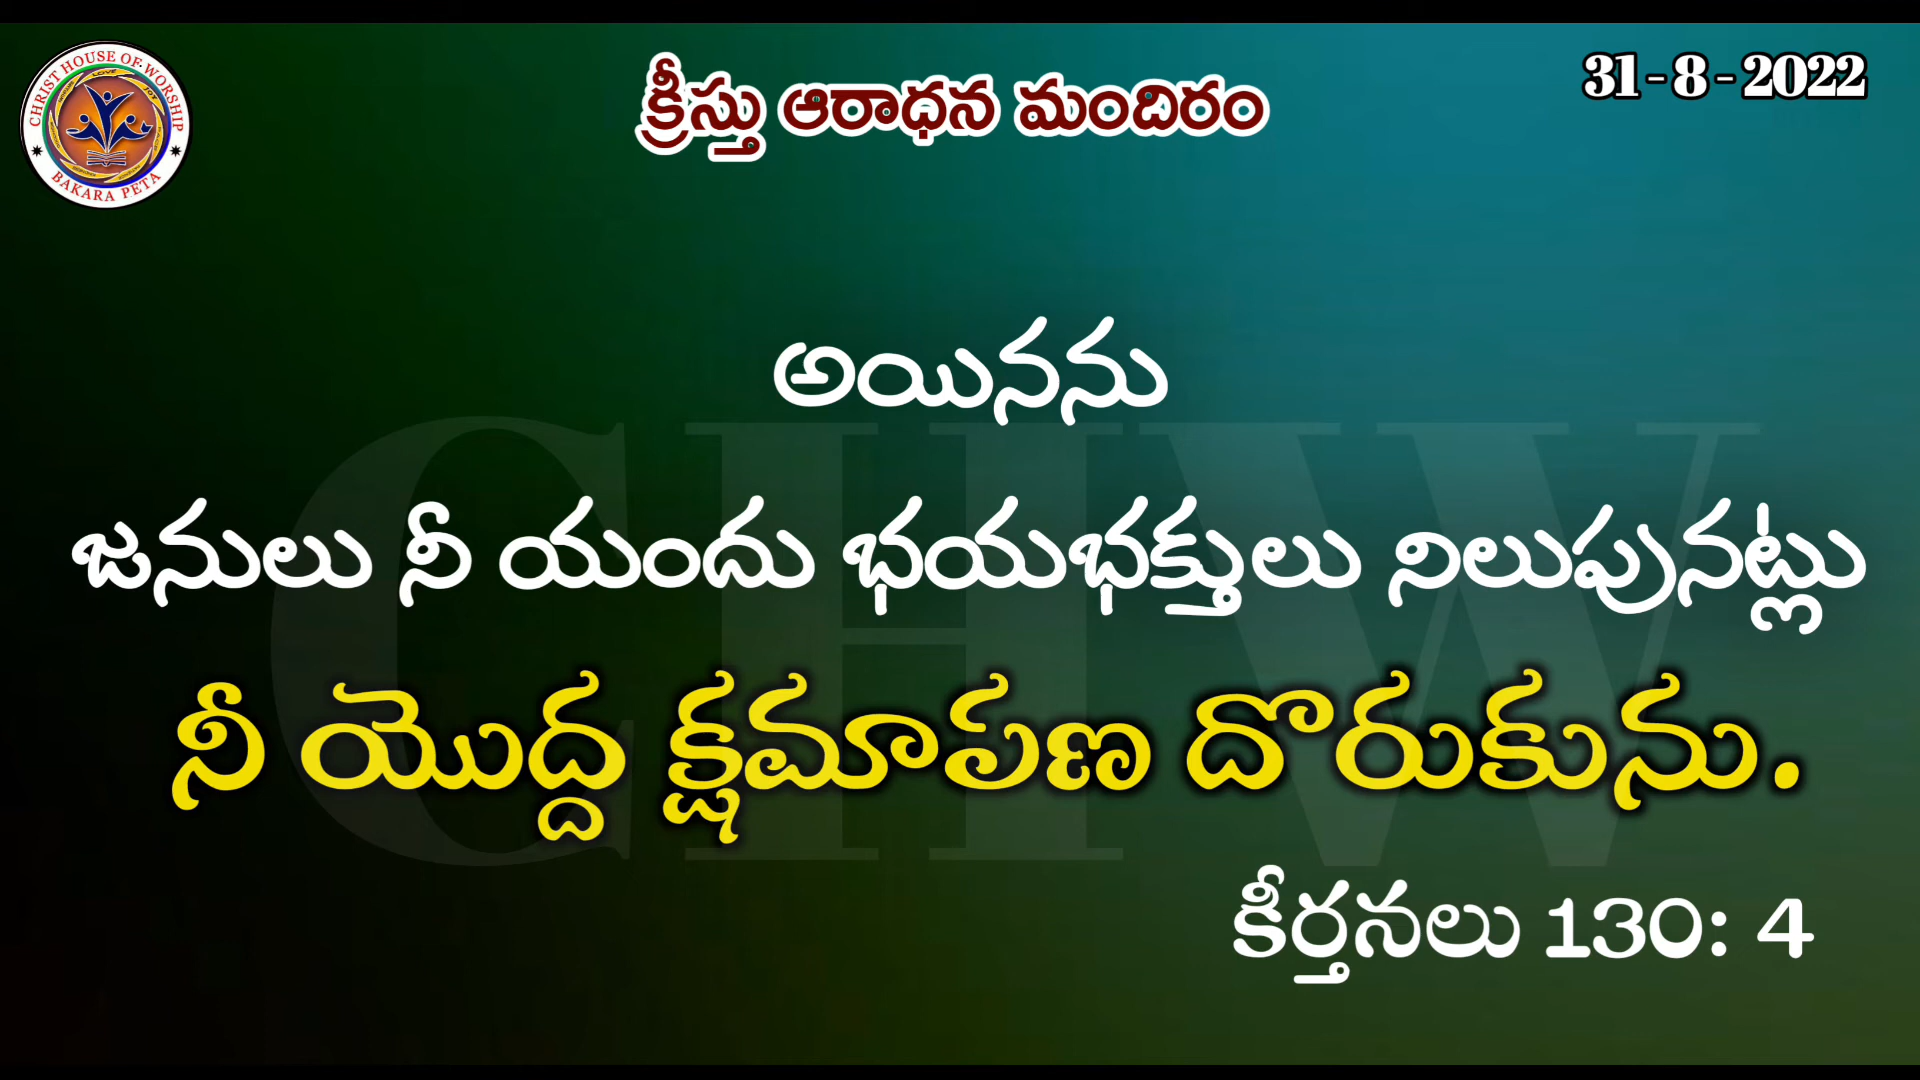 CHRIST HOUSE OF WORSHIP
BAKARA PETA
క్రీస్తు ఆరాధన మందిరం
31-8-2022
అయినను
జనులు నీ యందు భయభక్తులు నిలుపునట్లు
నీ యొద్ద క్షమాపణ దొరుకును.
కీర్తనలు 130: 4
CHW